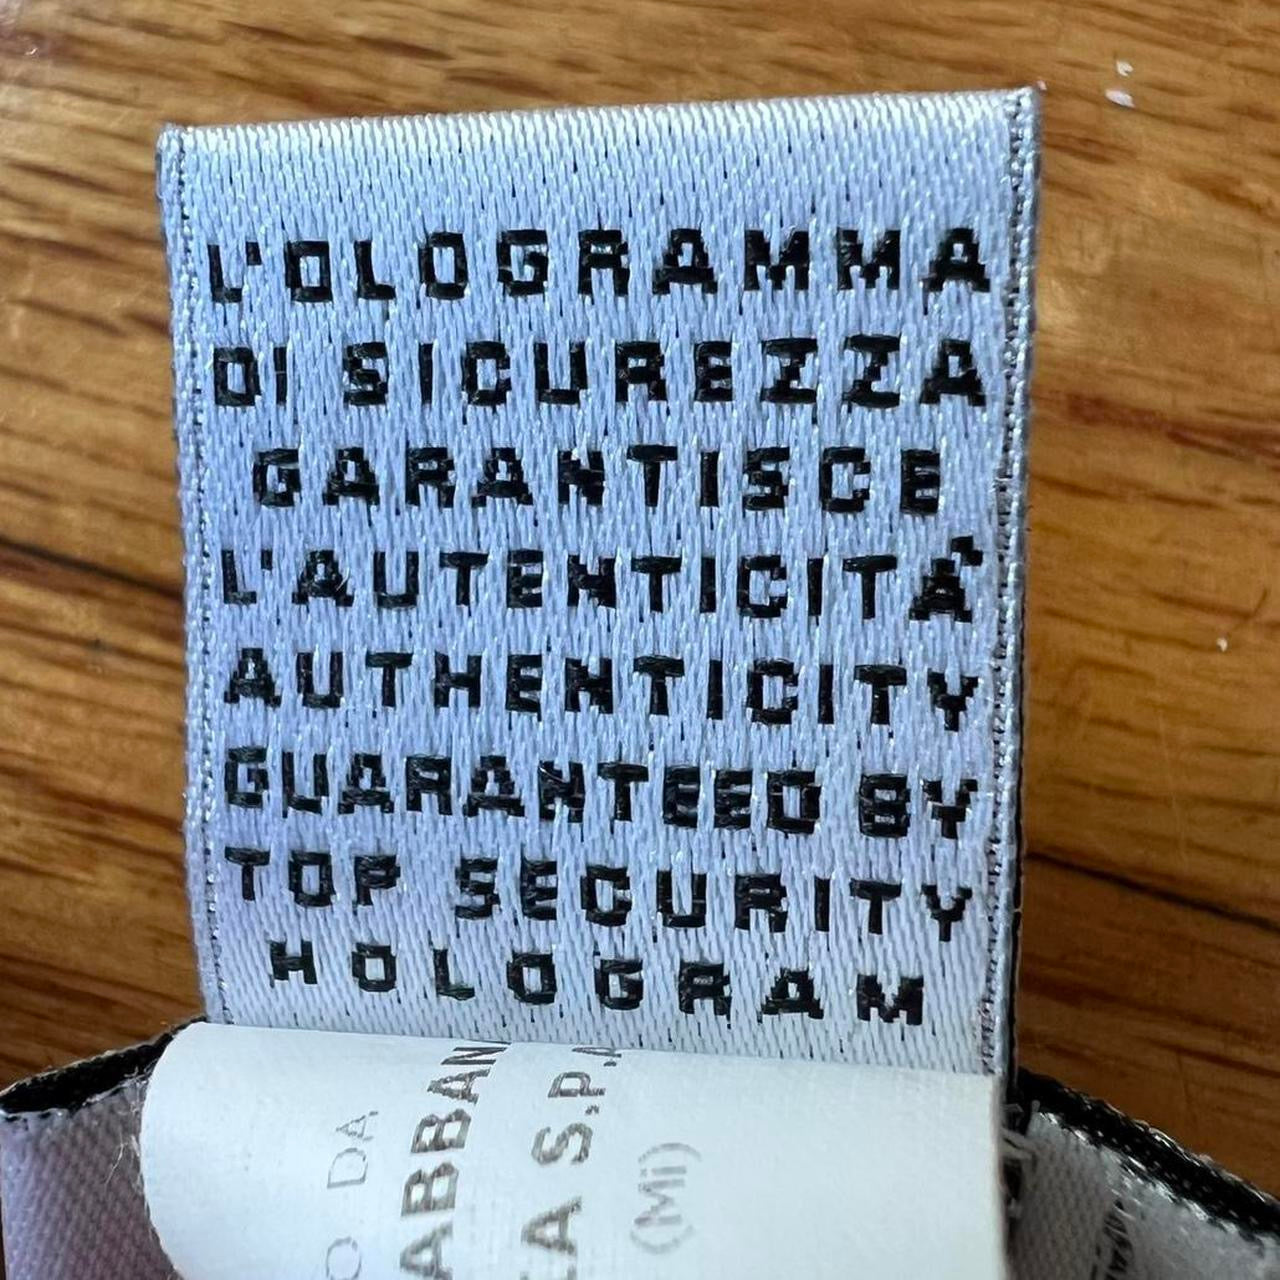 L'OLOGRAMMA
DI SICUREZZA
GARANTISCE
L'AUTENTICITÀ
AUTHENTICITY
GUARANTEED BY
TOP SECURITY
HOLOGRAM
DA
S.P.A
(Mi)